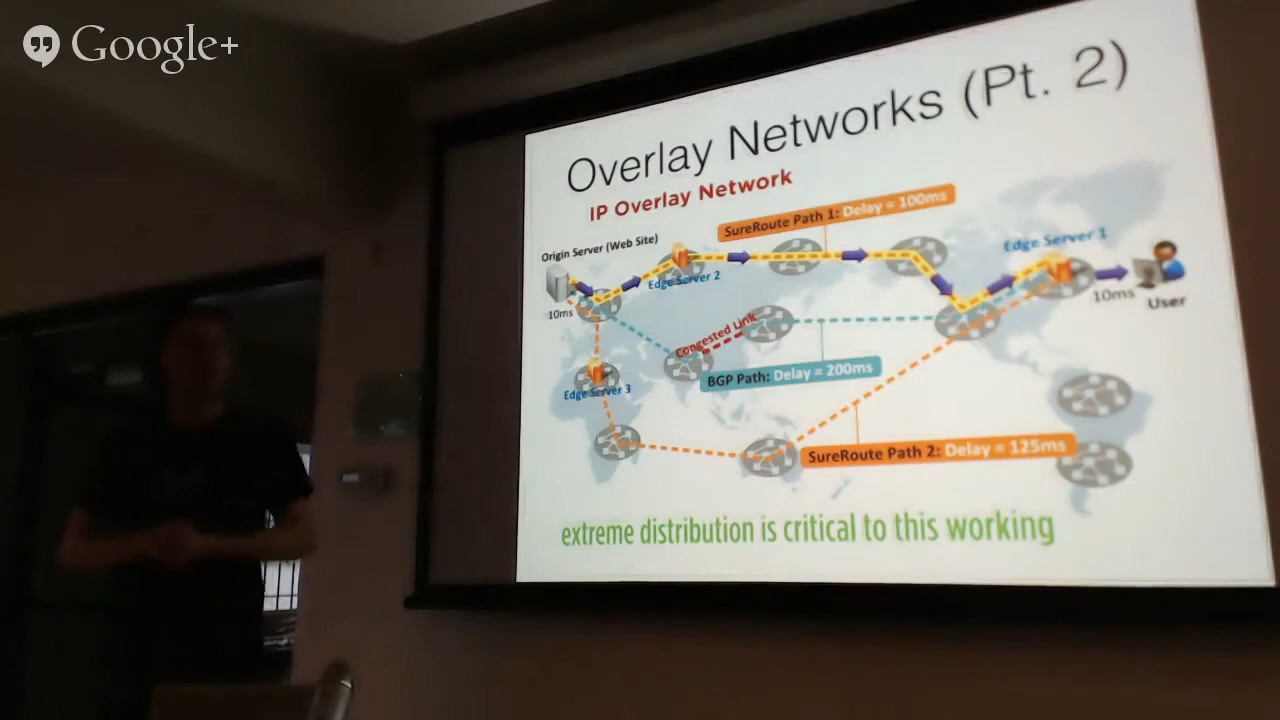 Google+
Overlay Networks (Pt. 2)
IP Overlay Network
SureRoute Path 1: Delay = 100ms
Origin Server (Web Site)
Edge Server 1
Edge Server 2
10ms
10ms
User
Congested Link
BGP Path: Delay = 200ms
Edge Server 3
SureRoute Path 2: Delay = 125ms
extreme distribution is critical to this working